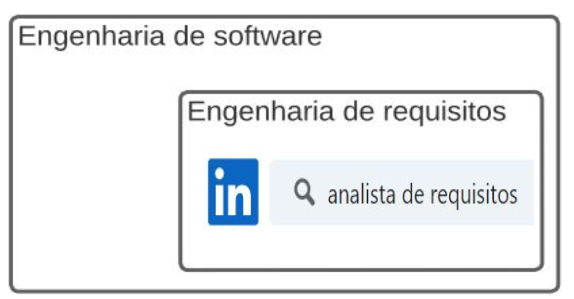 Engenharia de software
Engenharia de requisitos
in
analista de requisitos